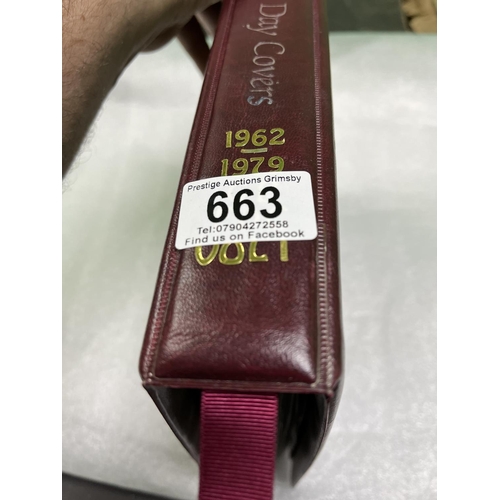 Day Covers
1962
1979
Prestige Auctions Grimsby
663
Tel:07904272558
Find us on Facebook